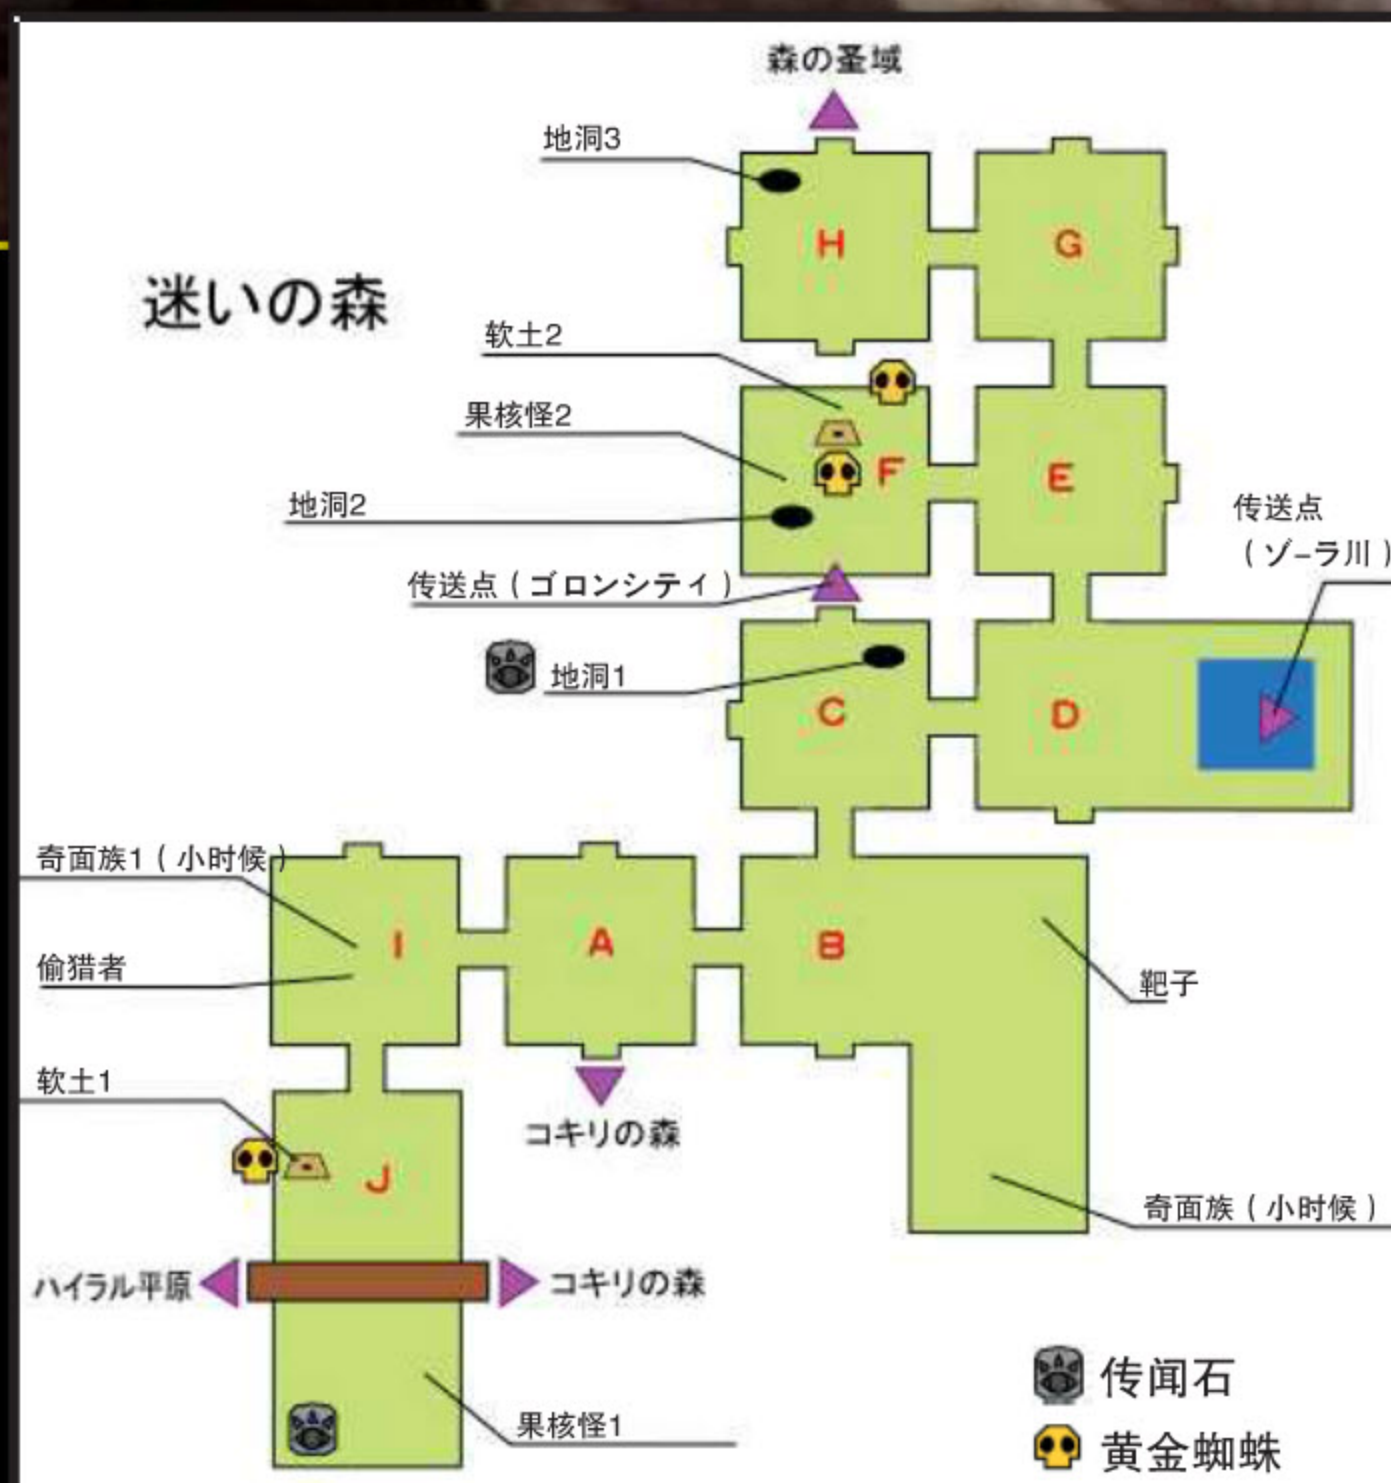 森の聖域
地洞3
H
G
迷いの森
软土2
果核怪2
F
E
地洞2
传送点
（ゾーラ川）
传送点（ゴロンシティ）
地洞1
C
D
奇面族1（小时候）
I
A
B
偷猎者
靶子
软土1
コキリの森
J
奇面族（小时候）
ハイラル平原
コキリの森
传闻石
果核怪1
黄金蜘蛛